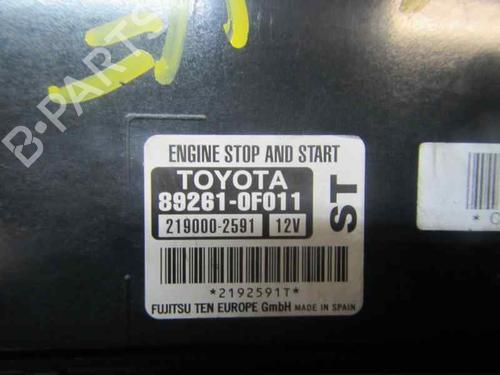 B-PARTS
ENGINE STOP AND START
TOYOTA
89261-0F011
219000-2591 12V
ST
*2192591T*
FUJITSU TEN EUROPE GmbH MADE IN SPAIN